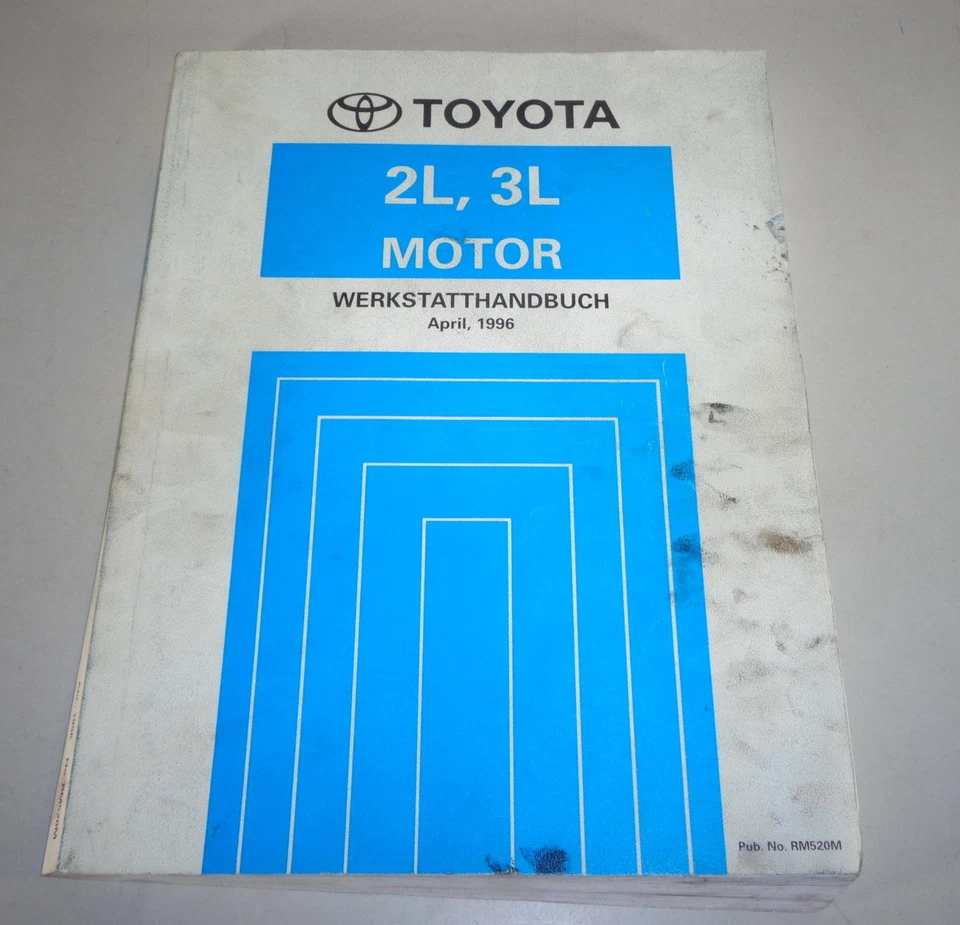 TOYOTA
2L, 3L
MOTOR
WERKSTATTHANDBUCH
April, 1996
Pub. No. RM520M